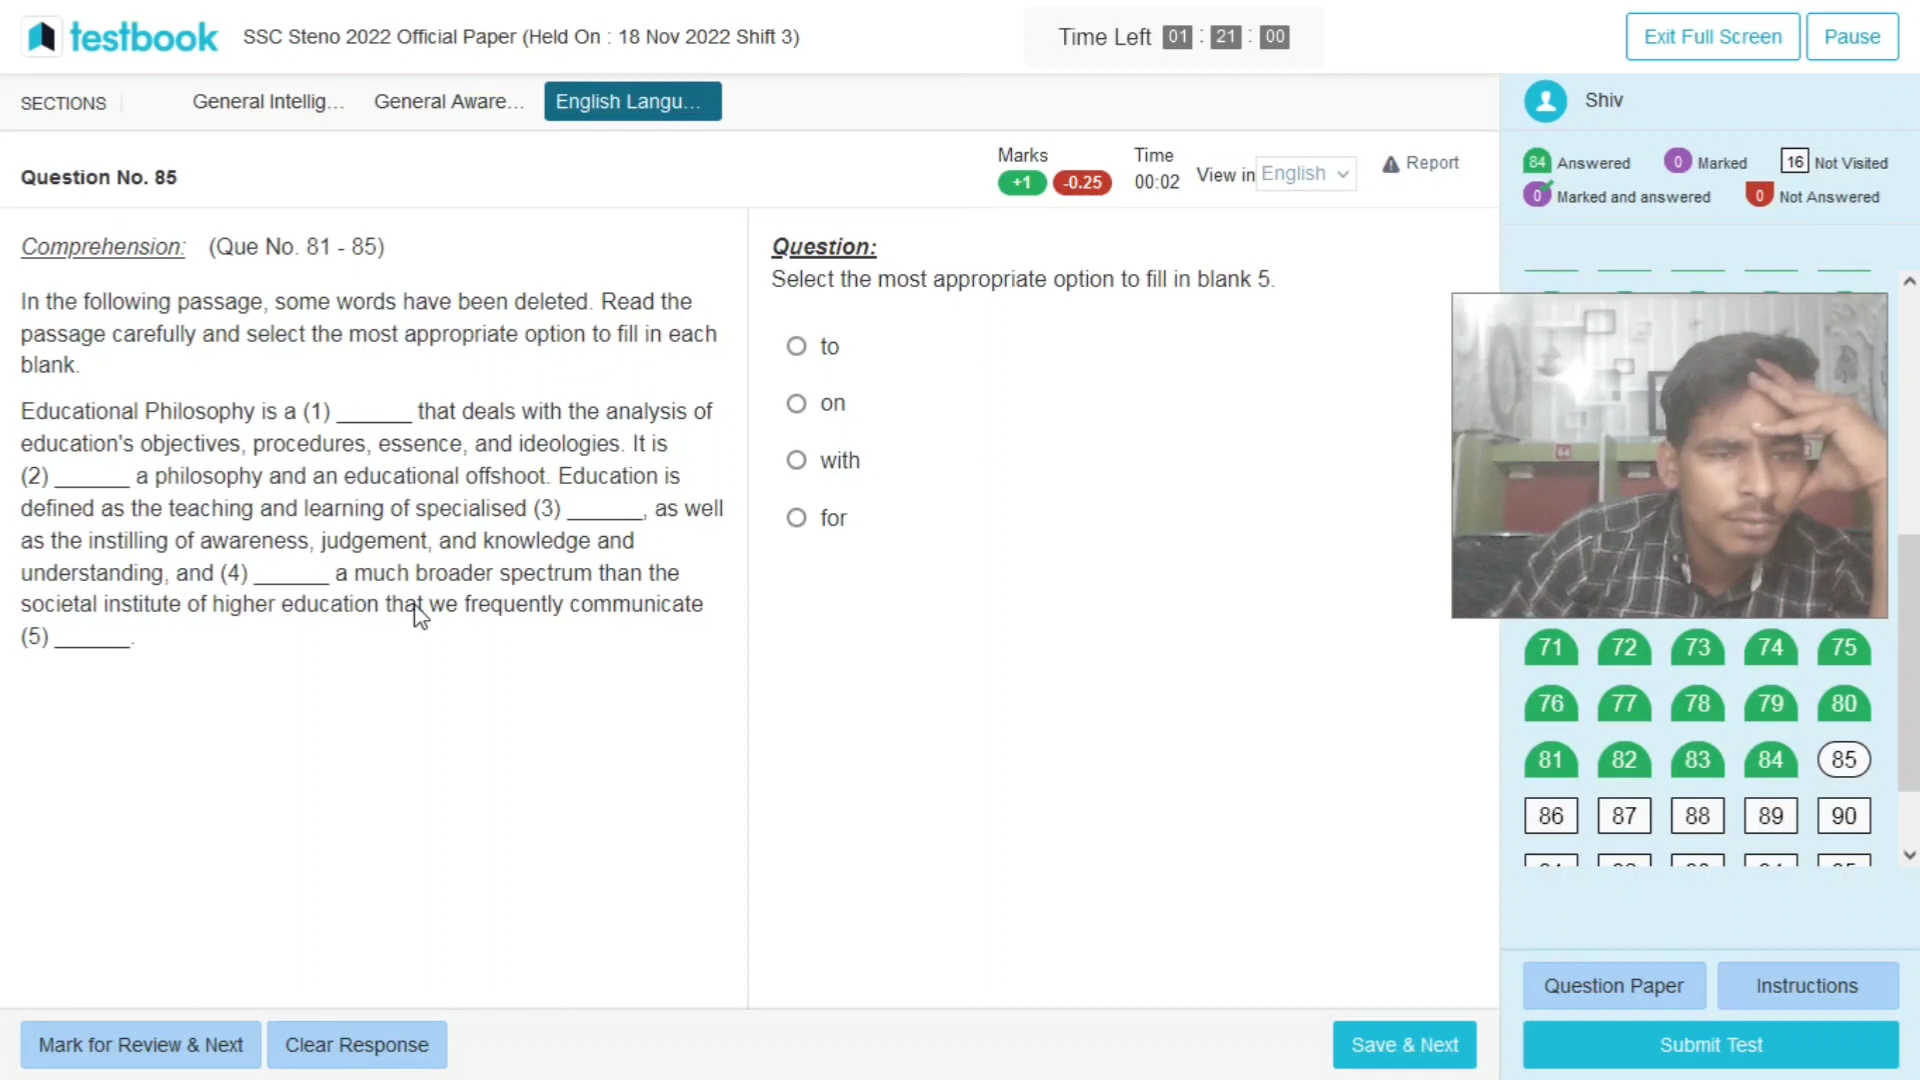 testbook SSC Steno 2022 Official Paper (Held On : 18 Nov 2022 Shift 3) Time Left 01 : 21 : 00 Exit Full Screen Pause
SECTIONS General Intellig... General Aware... English Langu... Shiv
Question No. 85 Marks +1 -0.25 Time 00:02 View in English Report
84 Answered 0 Marked 16 Not Visited
0 Marked and answered 0 Not Answered
Comprehension: (Que No. 81 - 85)
In the following passage, some words have been deleted. Read the
passage carefully and select the most appropriate option to fill in each
blank.
Educational Philosophy is a (1) ______ that deals with the analysis of
education's objectives, procedures, essence, and ideologies. It is
(2) ______ a philosophy and an educational offshoot. Education is
defined as the teaching and learning of specialised (3) ______, as well
as the instilling of awareness, judgement, and knowledge and
understanding, and (4) ______ a much broader spectrum than the
societal institute of higher education that we frequently communicate
(5) ______.
Question:
Select the most appropriate option to fill in blank 5.
to
on
with
for
71 72 73 74 75
76 77 78 79 80
81 82 83 84 85
86 87 88 89 90
Question Paper Instructions
Mark for Review & Next Clear Response Save & Next Submit Test